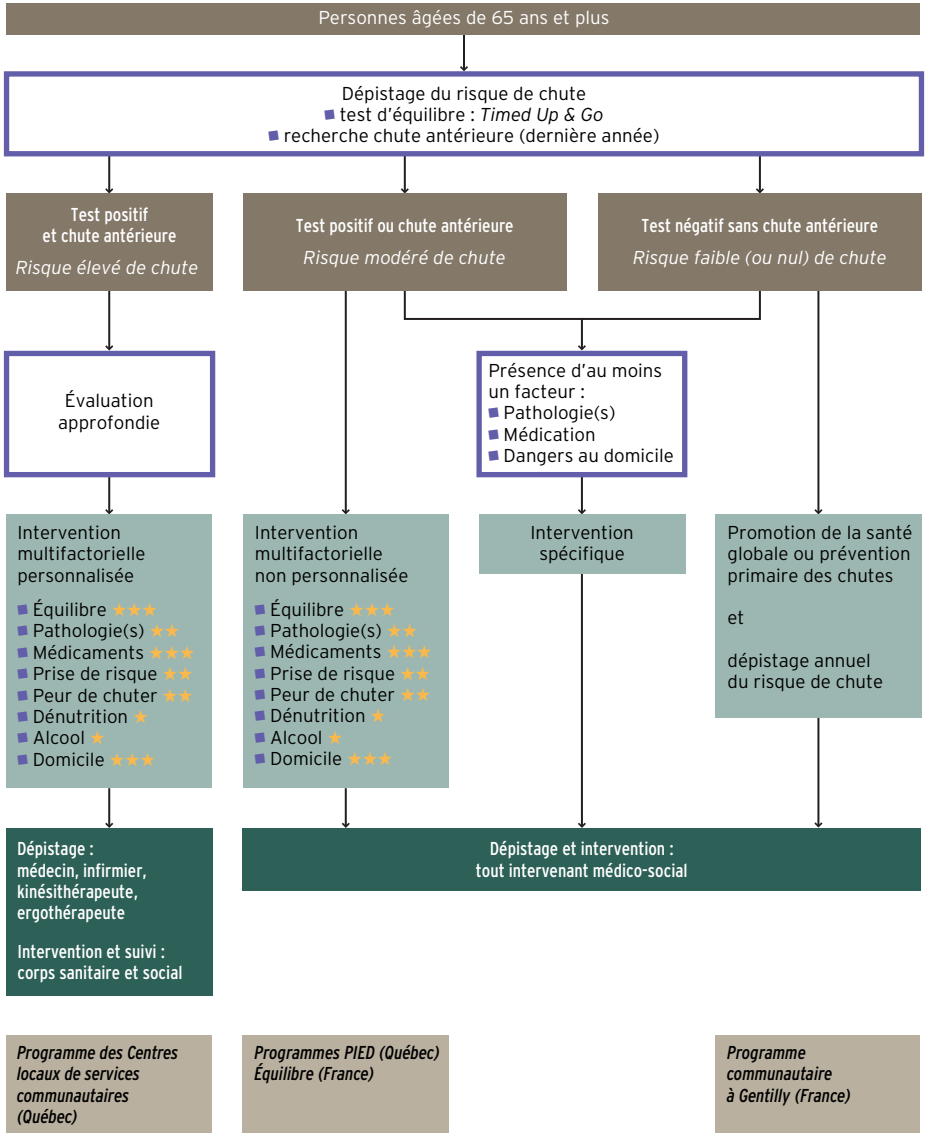 Personnes âgées de 65 ans et plus
Dépistage du risque de chute
■ test d'équilibre : Timed Up & Go
■ recherche chute antérieure (dernière année)
Test positif
et chute antérieure
Risque élevé de chute
Test positif ou chute antérieure
Risque modéré de chute
Test négatif sans chute antérieure
Risque faible (ou nul) de chute
Évaluation
approfondie
Présence d'au moins
un facteur :
■ Pathologie(s)
■ Médication
■ Dangers au domicile
Intervention
multifactorielle
personnalisée
■ Équilibre ★★★
■ Pathologie(s) ★★
■ Médicaments ★★★
■ Prise de risque ★★
■ Peur de chuter ★★
■ Dénutrition ★
■ Alcool ★
■ Domicile ★★★
Intervention
multifactorielle
non personnalisée
■ Équilibre ★★★
■ Pathologie(s) ★★
■ Médicaments ★★★
■ Prise de risque ★★
■ Peur de chuter ★★
■ Dénutrition ★
■ Alcool ★
■ Domicile ★★★
Intervention
spécifique
Promotion de la santé
globale ou prévention
primaire des chutes
et
dépistage annuel
du risque de chute
Dépistage :
médecin, infirmier,
kinésithérapeute,
ergothérapeute
Intervention et suivi :
corps sanitaire et social
Dépistage et intervention :
tout intervenant médico-social
Programme des Centres
locaux de services
communautaires
(Québec)
Programmes PIED (Québec)
Équilibre (France)
Programme
communautaire
à Gentilly (France)